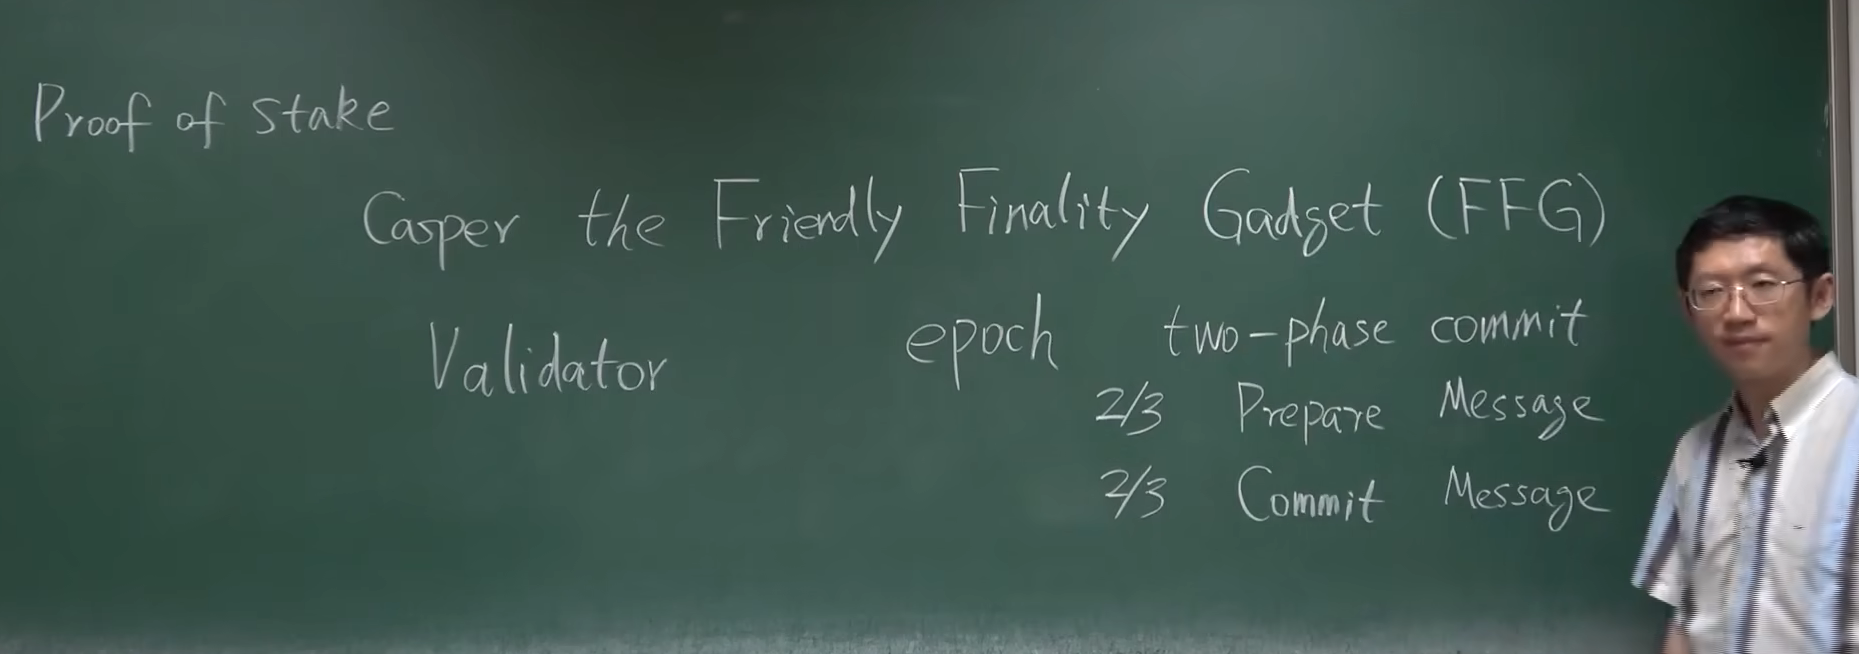 Proof of stake
Casper the Friendly Finality Gadget (FFG)
Validator epoch two-phase commit
2/3 Prepare Message
2/3 Commit Message